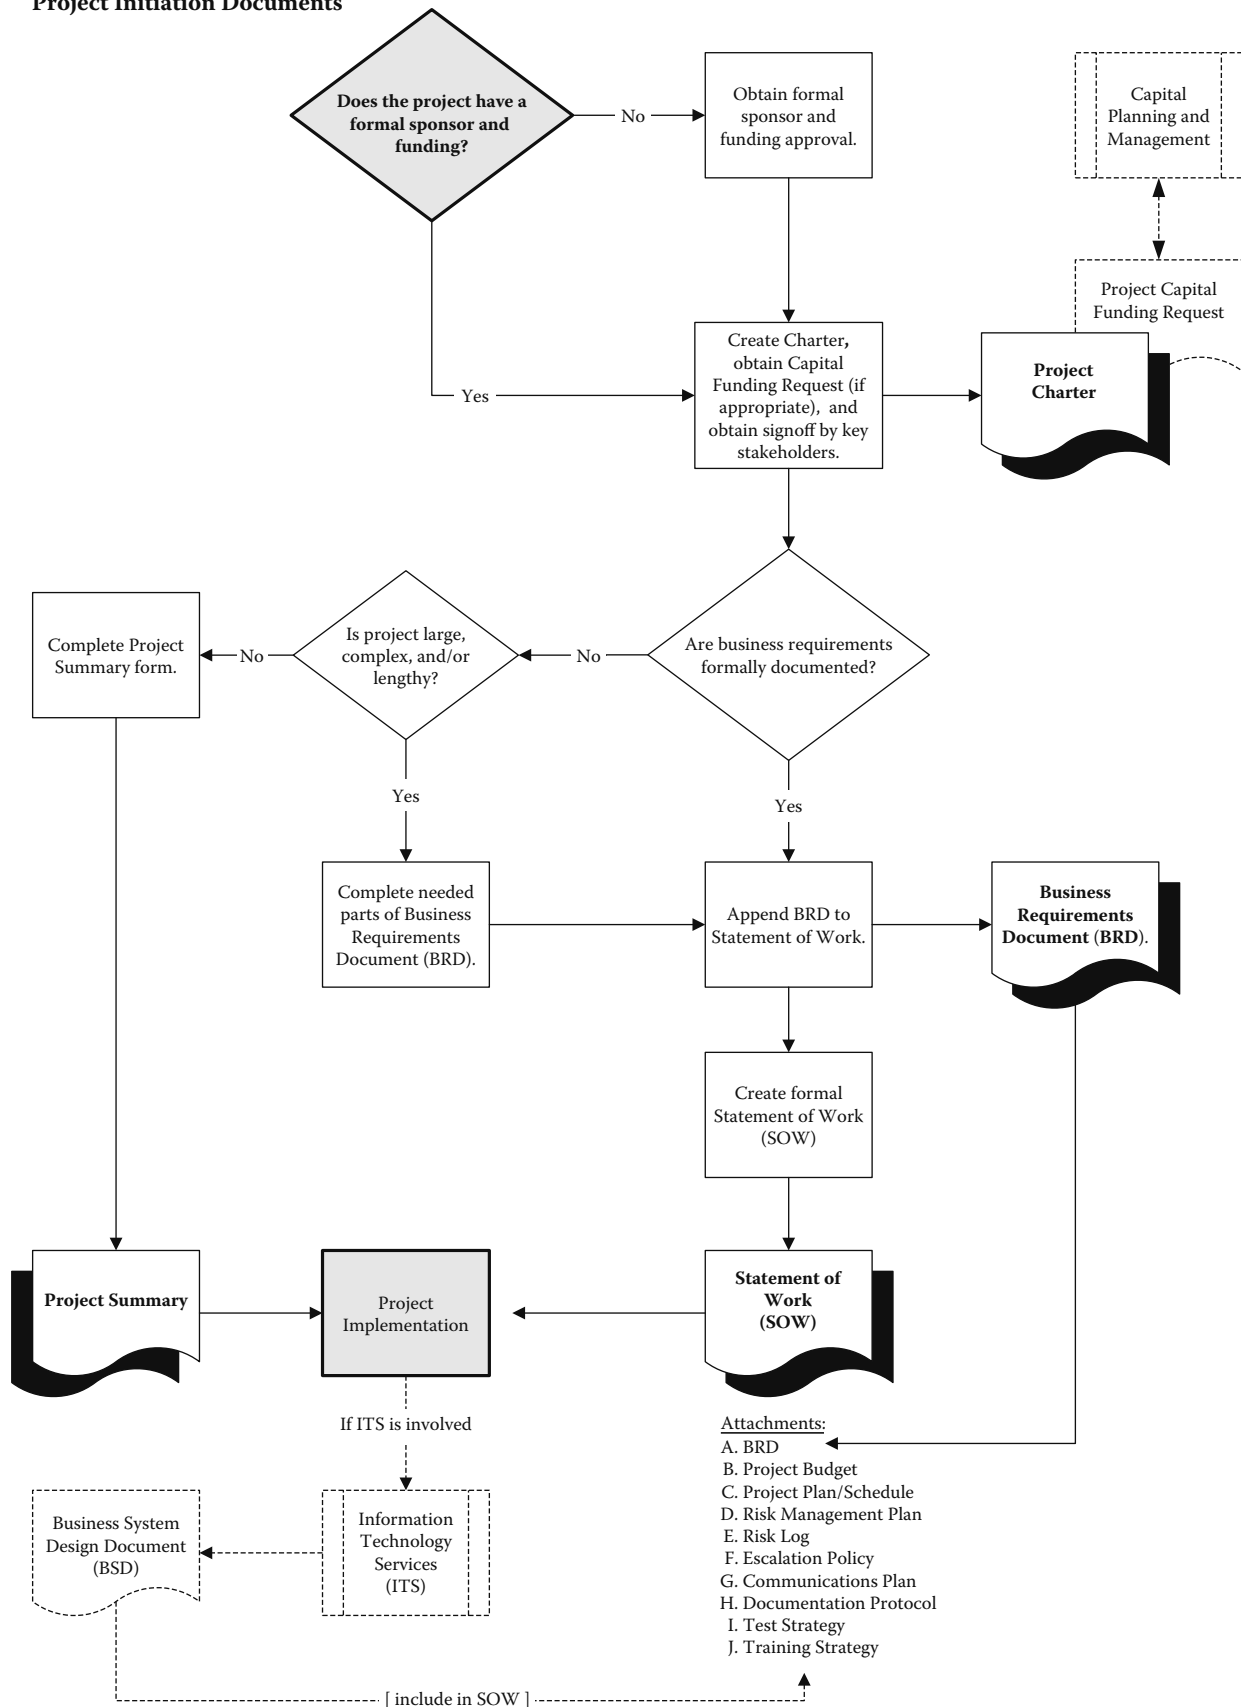 Project Initiation Documents
Does the project have a
formal sponsor and
funding?
No
Obtain formal
sponsor and
funding approval.
Capital
Planning and
Management
Project Capital
Funding Request
Yes
Create Charter,
obtain Capital
Funding Request (if
appropriate), and
obtain signoff by key
stakeholders.
Project
Charter
Complete Project
Summary form.
No
Is project large,
complex, and/or
lengthy?
No
Are business requirements
formally documented?
Yes
Yes
Complete needed
parts of Business
Requirements
Document (BRD).
Append BRD to
Statement of Work.
Business
Requirements
Document (BRD).
Create formal
Statement of Work
(SOW)
Project Summary
Project
Implementation
Statement of
Work
(SOW)
If ITS is involved
Business System
Design Document
(BSD)
Information
Technology
Services
(ITS)
Attachments:
A. BRD
B. Project Budget
C. Project Plan/Schedule
D. Risk Management Plan
E. Risk Log
F. Escalation Policy
G. Communications Plan
H. Documentation Protocol
I. Test Strategy
J. Training Strategy
[ include in SOW ]